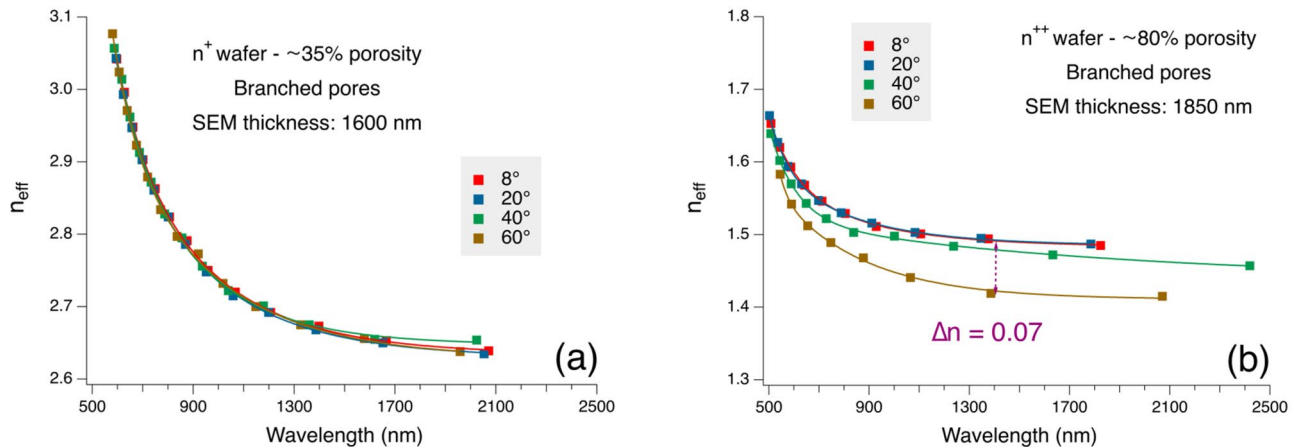 3.1
3.0
2.9
2.8
2.7
2.6
n_eff
n⁺ wafer - ~35% porosity
Branched pores
SEM thickness: 1600 nm
8°
20°
40°
60°
(a)
500 900 1300 1700 2100 2500
Wavelength (nm)
1.8
1.7
1.6
1.5
1.4
1.3
n_eff
8°
20°
40°
60°
n⁺⁺ wafer - ~80% porosity
Branched pores
SEM thickness: 1850 nm
Δn = 0.07
(b)
500 900 1300 1700 2100 2500
Wavelength (nm)